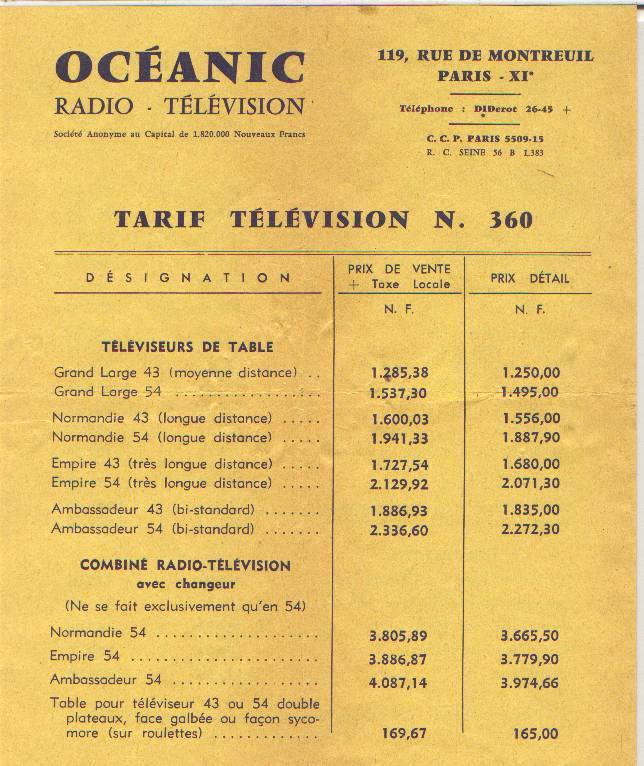 OCÉANIC
RADIO - TÉLÉVISION
Société Anonyme au Capital de 1.820.000 Nouveaux Francs
119, RUE DE MONTREUIL
PARIS - XIe
Téléphone : DIDerot 26-45 +
C. C. P. PARIS 5509-15
R. C. SEINE 56 B 1.383
TARIF TÉLÉVISION N. 360
DÉSIGNATION
PRIX DE VENTE
+ Taxe Locale
PRIX DÉTAIL
N. F. N. F.
TÉLÉVISEURS DE TABLE
Grand Large 43 (moyenne distance) .. 1.285,38 1.250,00
Grand Large 54 ................. 1.537,30 1.495,00
Normandie 43 (longue distance) ..... 1.600,03 1.556,00
Normandie 54 (longue distance) ..... 1.941,33 1.887,90
Empire 43 (très longue distance) ..... 1.727,54 1.680,00
Empire 54 (très longue distance) ..... 2.129,92 2.071,30
Ambassadeur 43 (bi-standard) ....... 1.886,93 1.835,00
Ambassadeur 54 (bi-standard) ....... 2.336,60 2.272,30
COMBINÉ RADIO-TÉLÉVISION
avec changeur
(Ne se fait exclusivement qu'en 54)
Normandie 54 .................... 3.805,89 3.665,50
Empire 54 ....................... 3.886,87 3.779,90
Ambassadeur 54 .................. 4.087,14 3.974,66
Table pour téléviseur 43 ou 54 double
plateaux, face galbée ou façon syco-
more (sur roulettes) ............. 169,67 165,00